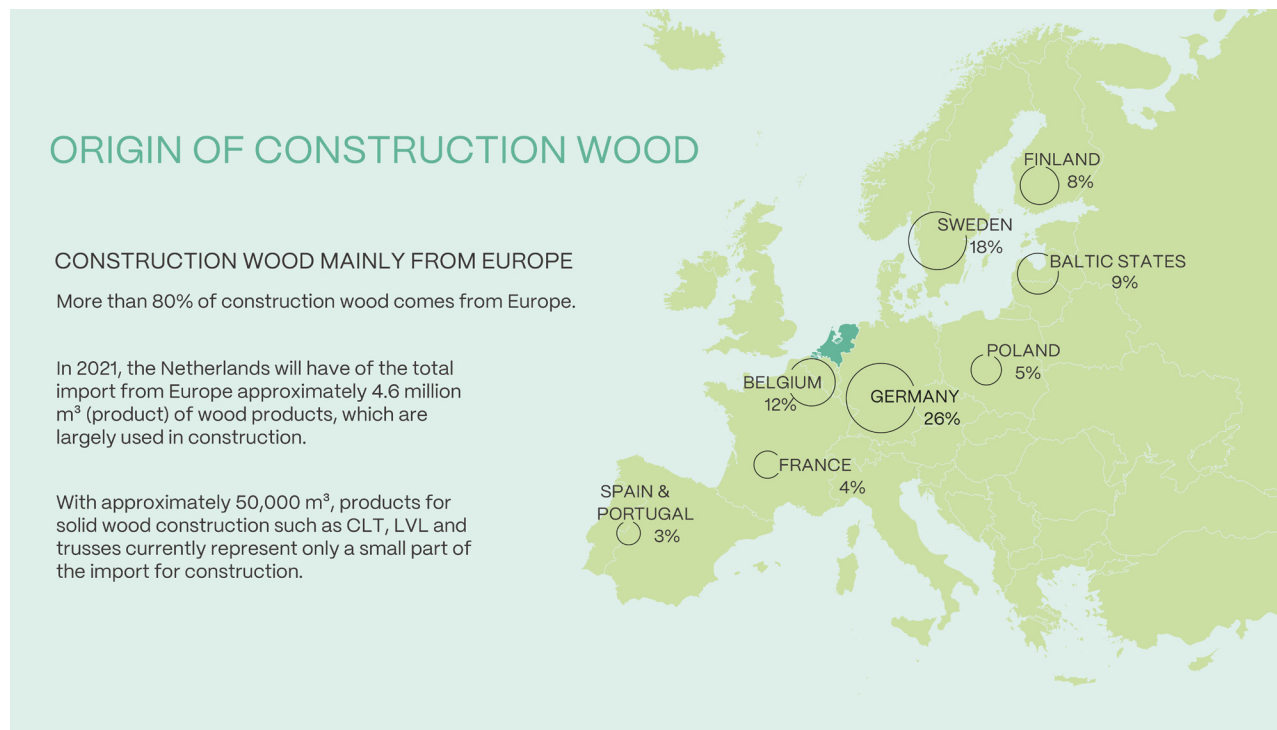 ORIGIN OF CONSTRUCTION WOOD
CONSTRUCTION WOOD MAINLY FROM EUROPE
More than 80% of construction wood comes from Europe.
In 2021, the Netherlands will have of the total
import from Europe approximately 4.6 million
m³ (product) of wood products, which are
largely used in construction.
With approximately 50,000 m³, products for
solid wood construction such as CLT, LVL and
trusses currently represent only a small part of
the import for construction.
FINLAND
8%
SWEDEN
18%
BALTIC STATES
9%
POLAND
5%
BELGIUM
12%
GERMANY
26%
FRANCE
4%
SPAIN &
PORTUGAL
3%